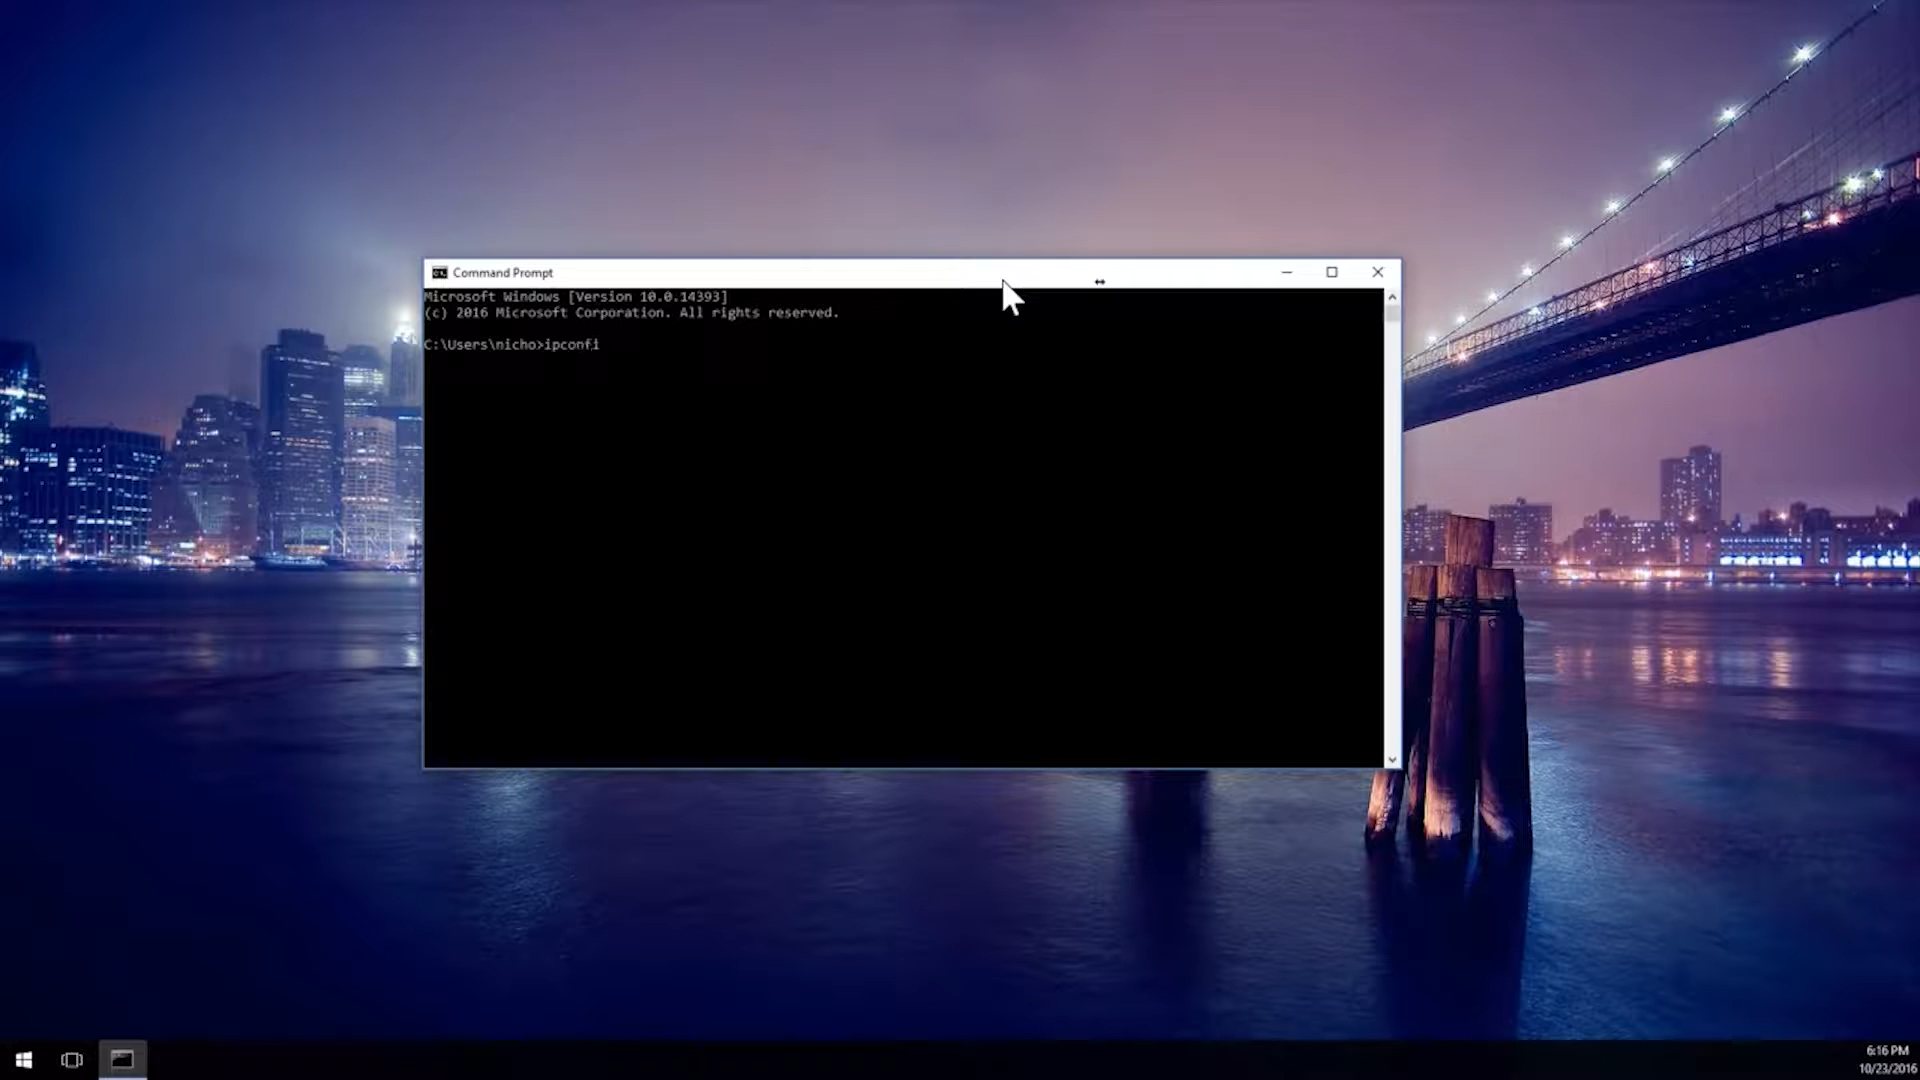 Command Prompt
Microsoft Windows [Version 10.0.14393]
(c) 2016 Microsoft Corporation. All rights reserved.
C:\Users\nicho>ipconfi
6:16 PM
10/23/2016